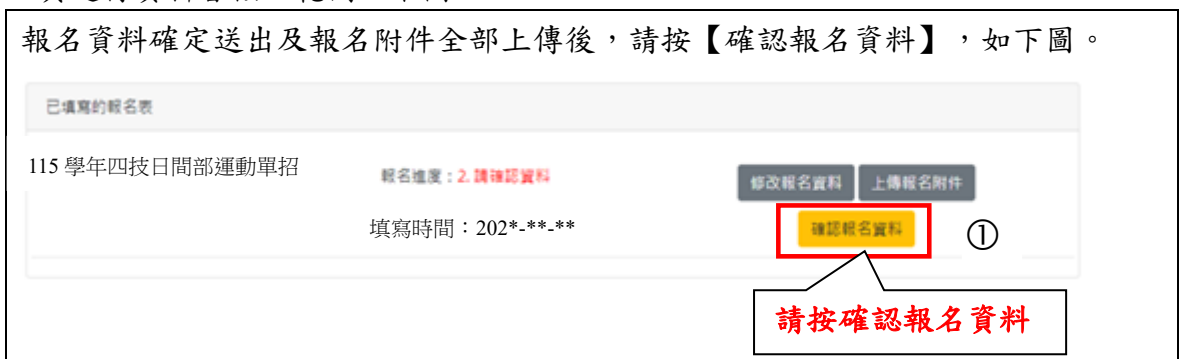 報名資料確定送出及報名附件全部上傳後，請按【確認報名資料】，如下圖。
已填寫的報名表
115 學年四技日間部運動單招
報名進度：2. 請確認資料
修改報名資料 上傳報名附件
填寫時間：202*-**-**
確認報名資料 ①
請按確認報名資料